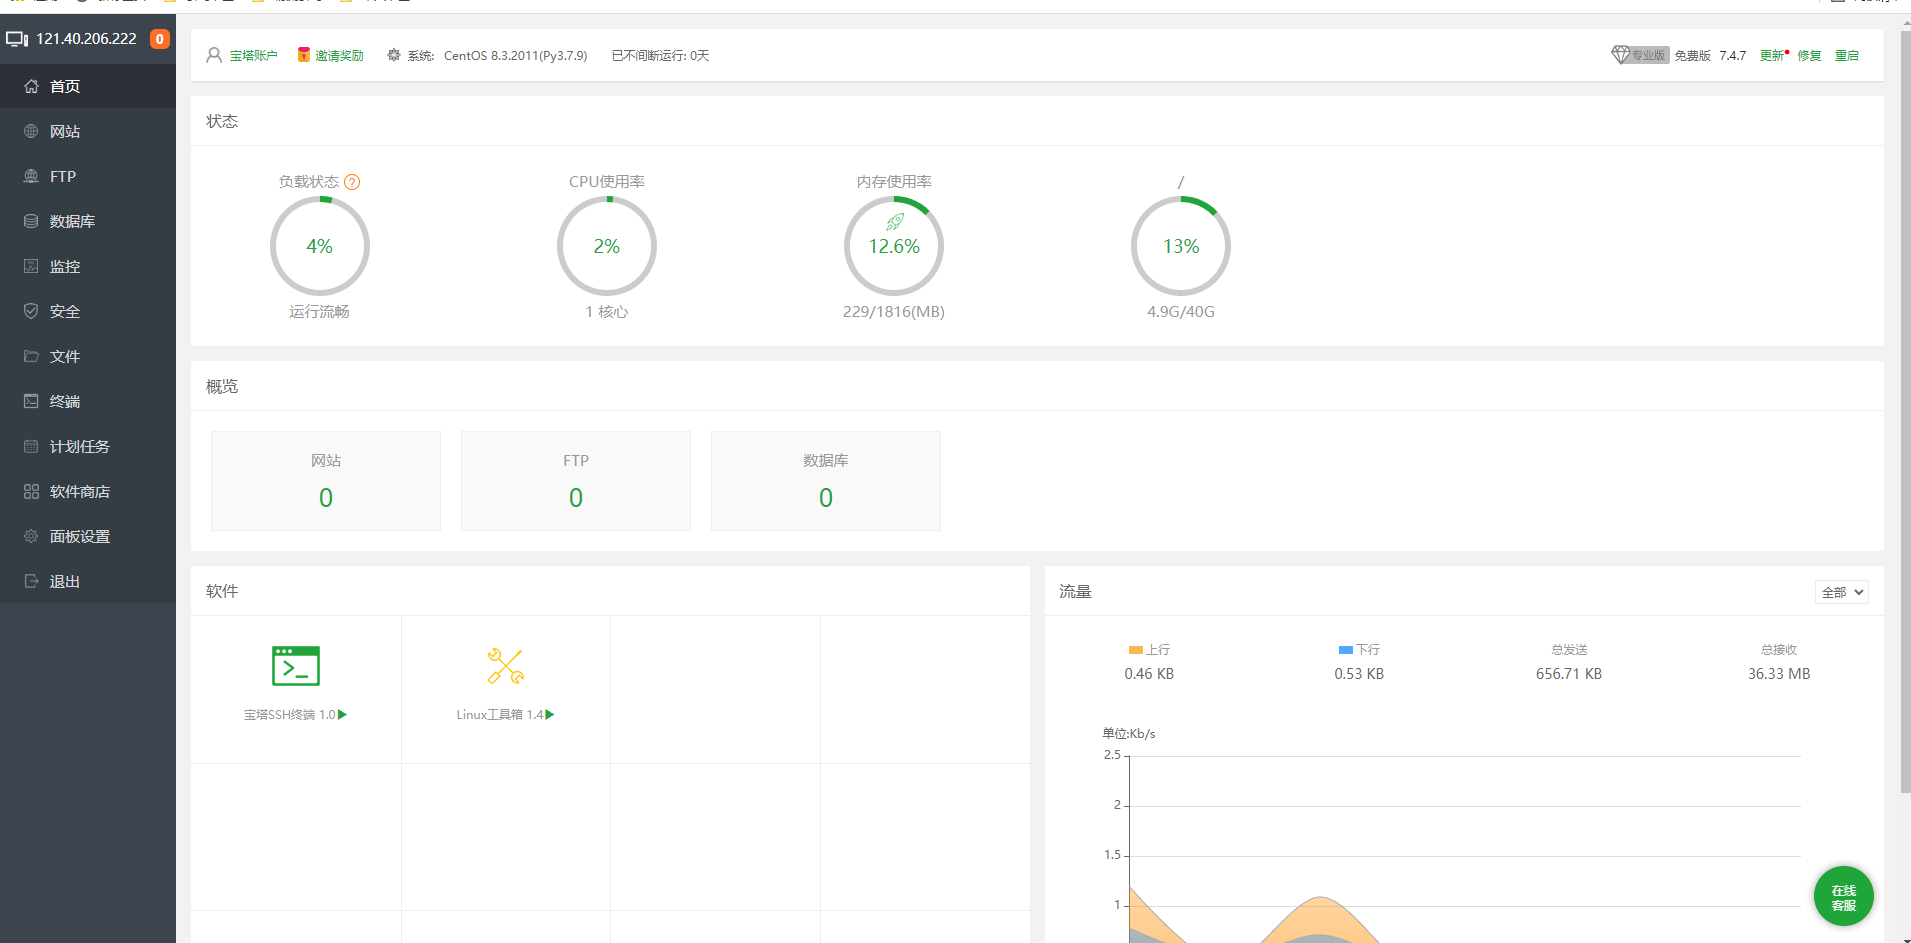 121.40.206.222 0
首页
网站
FTP
数据库
监控
安全
文件
终端
计划任务
软件商店
面板设置
退出
宝塔账户 邀请奖励 系统: CentOS 8.3.2011(Py3.7.9) 已不间断运行: 0天
专业版 免费版 7.4.7 更新 修复 重启
状态
负载状态 ? CPU使用率 内存使用率 /
4% 2% 12.6% 13%
运行流畅 1 核心 229/1816(MB) 4.9G/40G
概览
网站 FTP 数据库
0 0 0
软件
宝塔SSH终端 1.0 Linux工具箱 1.4
流量 全部
上行 下行 总发送 总接收
0.46 KB 0.53 KB 656.71 KB 36.33 MB
单位:Kb/s
2.5
2
1.5
1
在线
客服